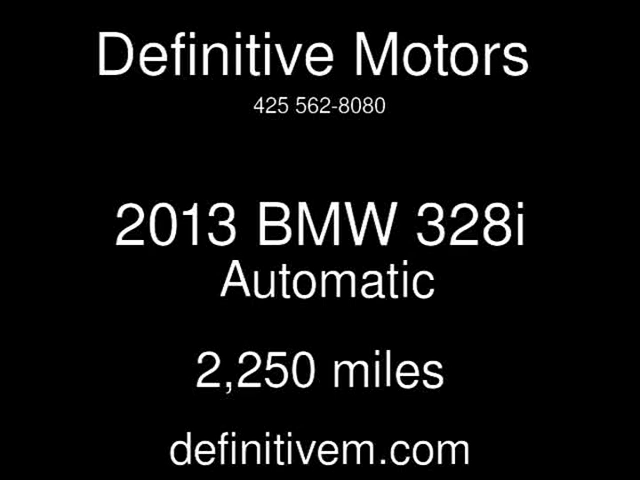 Definitive Motors
425 562-8080
2013 BMW 328i
Automatic
2,250 miles
definitivem.com